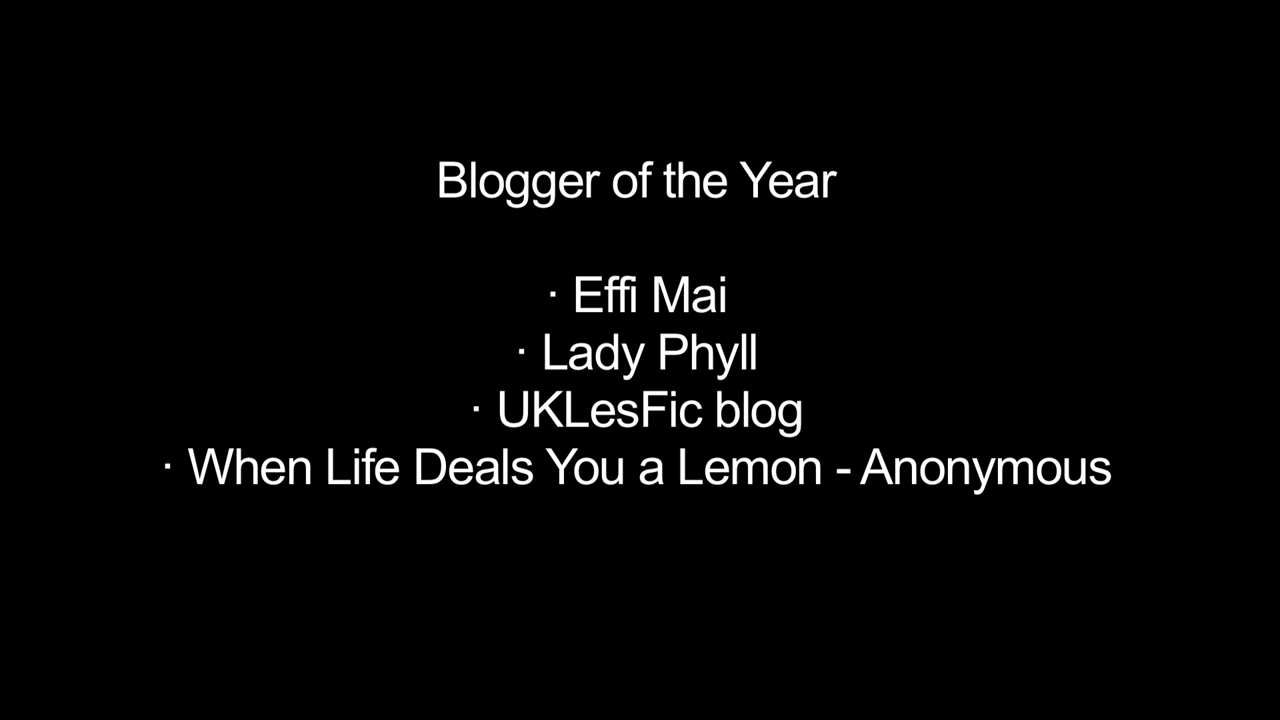 Blogger of the Year
· Effi Mai
· Lady Phyll
· UKLesFic blog
· When Life Deals You a Lemon - Anonymous